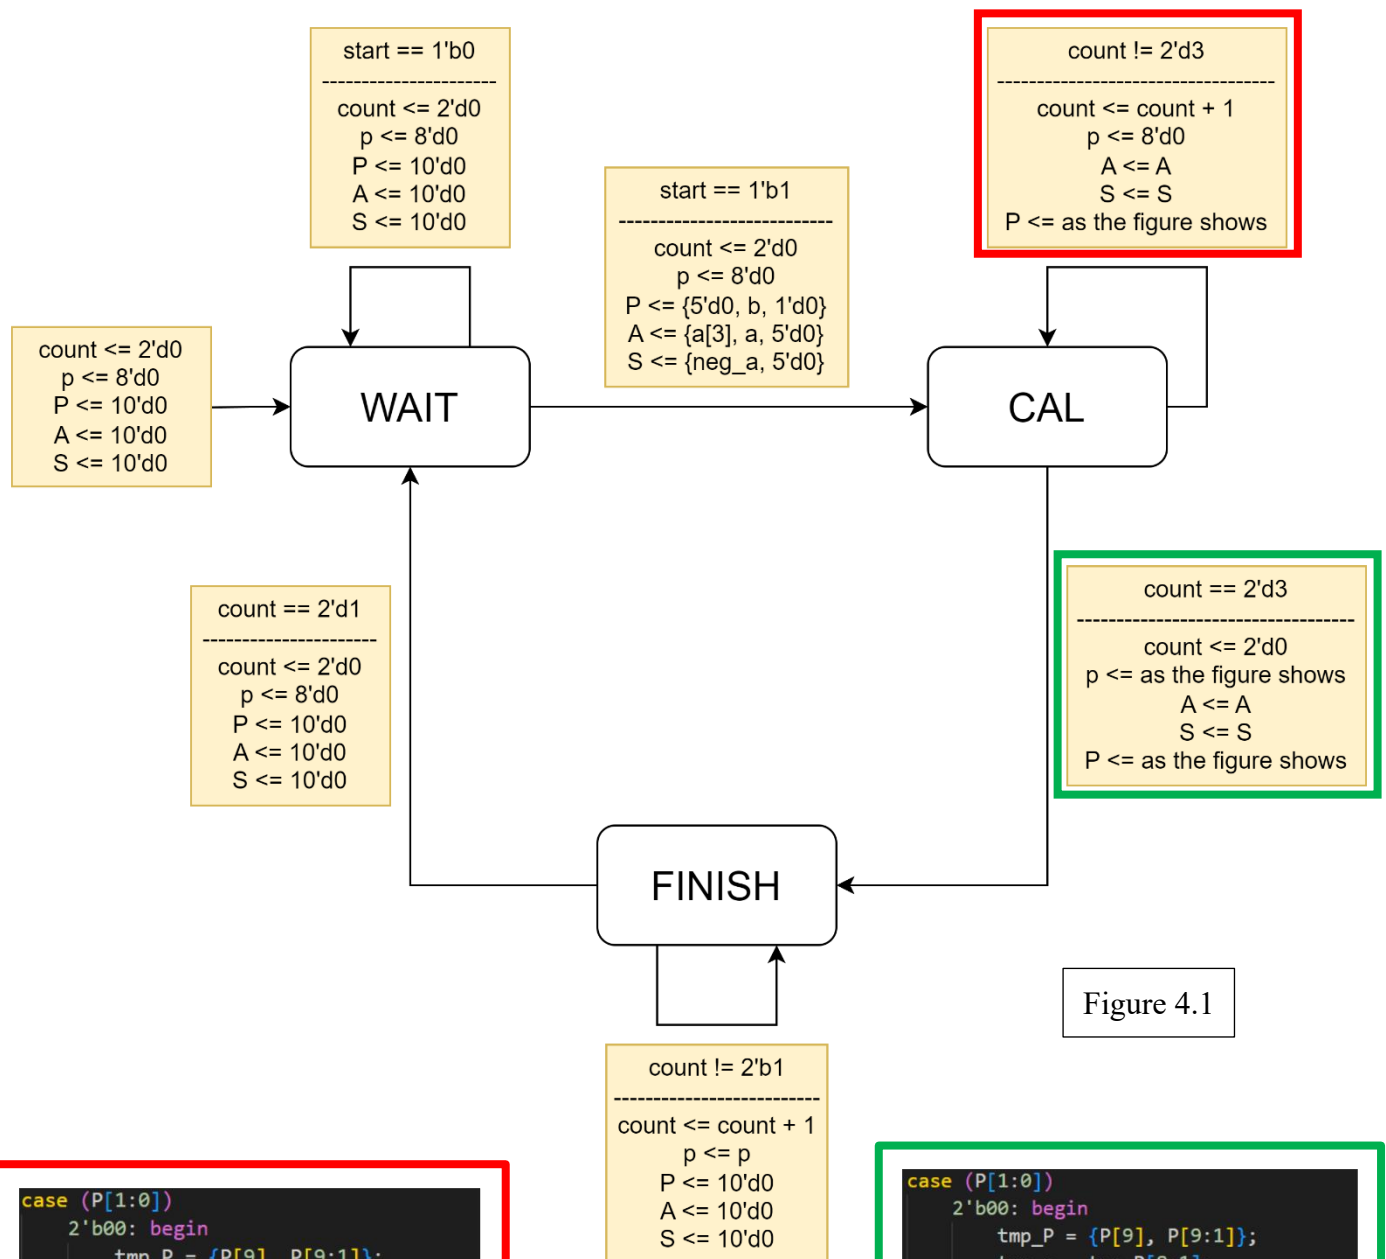 start == 1'b0
----------------------
count <= 2'd0
p <= 8'd0
P <= 10'd0
A <= 10'd0
S <= 10'd0
count != 2'd3
-----------------------------------
count <= count + 1
p <= 8'd0
A <= A
S <= S
P <= as the figure shows
start == 1'b1
---------------------------
count <= 2'd0
p <= 8'd0
P <= {5'd0, b, 1'd0}
A <= {a[3], a, 5'd0}
S <= {neg_a, 5'd0}
count <= 2'd0
p <= 8'd0
P <= 10'd0
A <= 10'd0
S <= 10'd0
WAIT
CAL
count == 2'd3
-----------------------------------
count <= 2'd0
p <= as the figure shows
A <= A
S <= S
P <= as the figure shows
count == 2'd1
----------------------
count <= 2'd0
p <= 8'd0
P <= 10'd0
A <= 10'd0
S <= 10'd0
FINISH
Figure 4.1
count != 2'b1
--------------------------
count <= count + 1
p <= p
P <= 10'd0
A <= 10'd0
S <= 10'd0
case (P[1:0])
2'b00: begin
tmp_P = {P[9], P[9:1]};
case (P[1:0])
2'b00: begin
tmp_P = {P[9], P[9:1]};